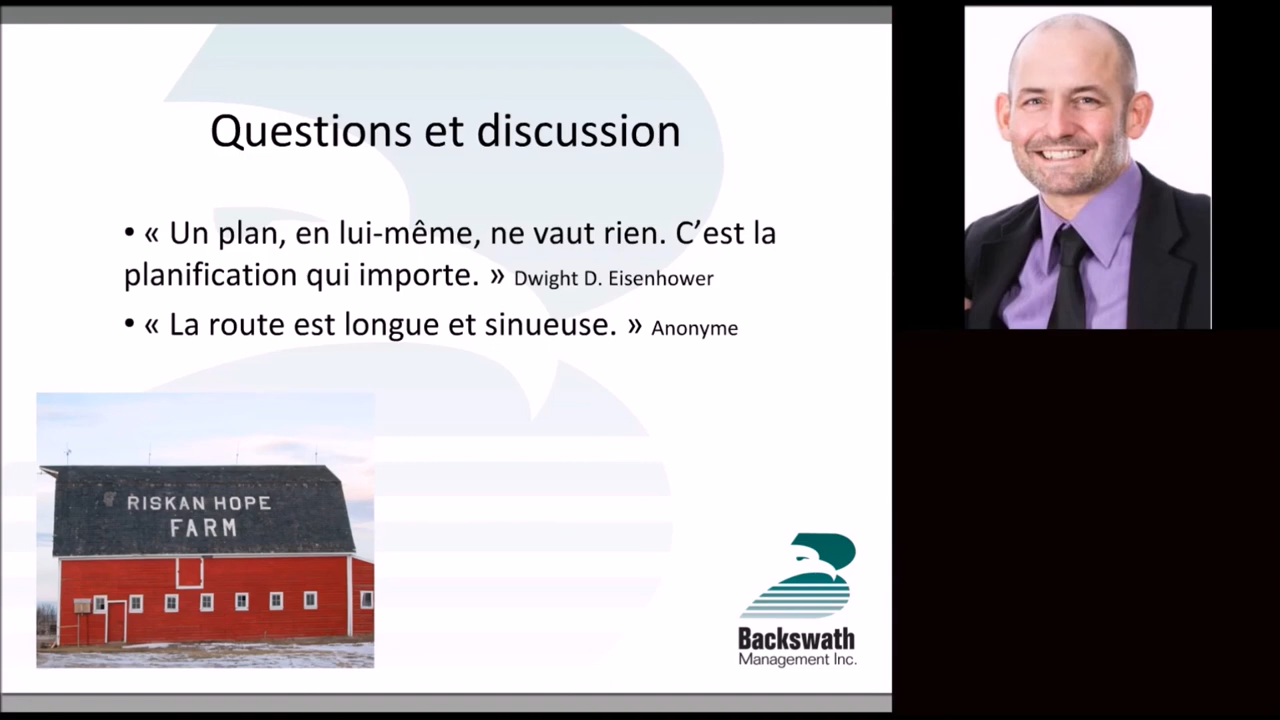 Questions et discussion
• « Un plan, en lui-même, ne vaut rien. C’est la
planification qui importe. » Dwight D. Eisenhower
• « La route est longue et sinueuse. » Anonyme
RISKAN HOPE
FARM
Backswath
Management Inc.